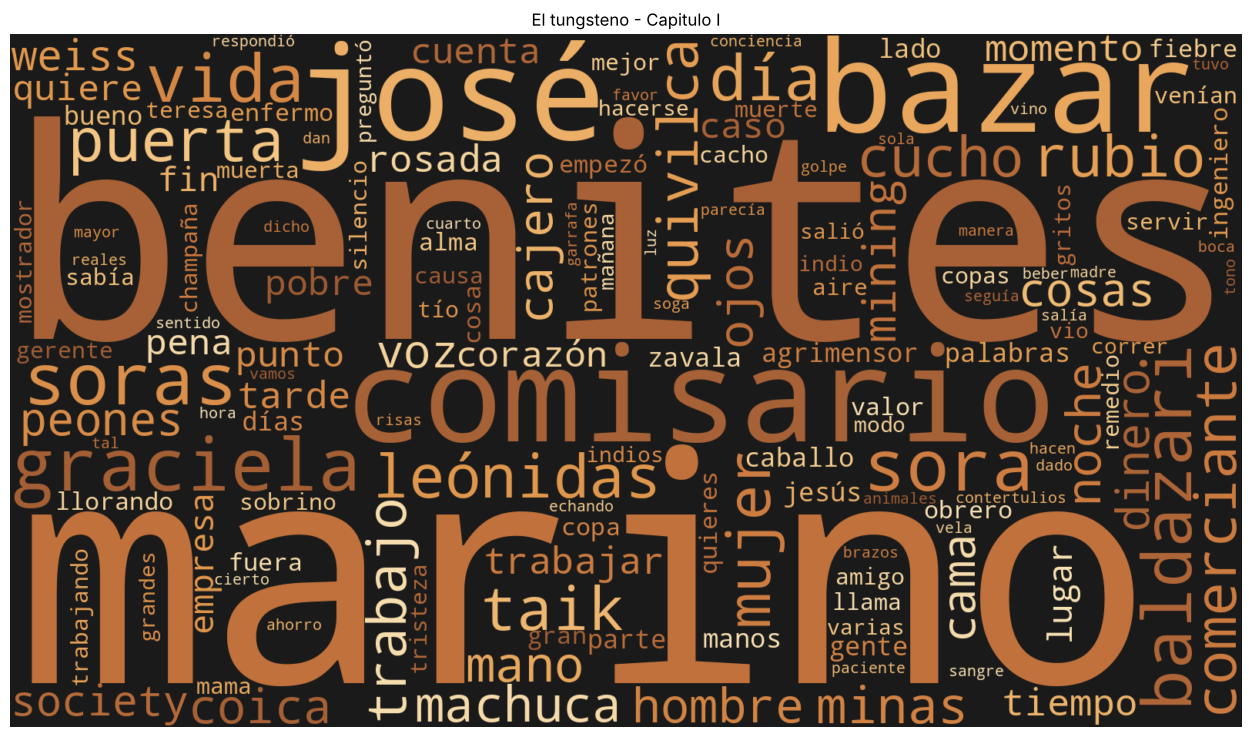 El tungsteno - Capitulo I
weiss
respondió
cuenta
mejor
conciencia
lado
momento
fiebre
quiere
vida
josé
preguntó
favor
hacerse
quivilca
día
bazar
tuvo
venían
bueno
teresa
enfermo
puerta
dan
muerte
vino
caso
cacho
sola
cucho
rubio
ingeniero
fin
muerta
silencio
rosada
empezó
golpe
benites
mostrador
mayor
reales
sabía
champaña
dicho
pobre
cuarto
alma
causa
tío
cosa
cajero
garrafa
patrones
mañana
luz
soga
parecía
ojos
salió
indio
aire
mining
manera
copas
seguía
gritos
beber
madre
cosas
servir
boca
tono
sentido
pena
punto
salía
vio
gerente
soras
vamos
tarde
voz
corazón
zavala
agrimensor
palabras
correr
remedio
peones
hora
días
risas
comisario
valor
modo
noche
dinero
baldazari
comerciante
tal
graciela
leónidas
indios
caballo
sora
hacen
dado
llorando
sobrino
echando
copa
quieres
mujer
jesús
animales
contertulios
obrero
vela
marino
trabajando
grandes
empresa
fuera
cierto
ahorro
trabajo
tristeza
trabajar
taik
gran
parte
mano
manos
brazos
amigo
llama
varias
gente
paciente
cama
sangre
lugar
society
mama
coica
machuca
hombre
minas
tiempo